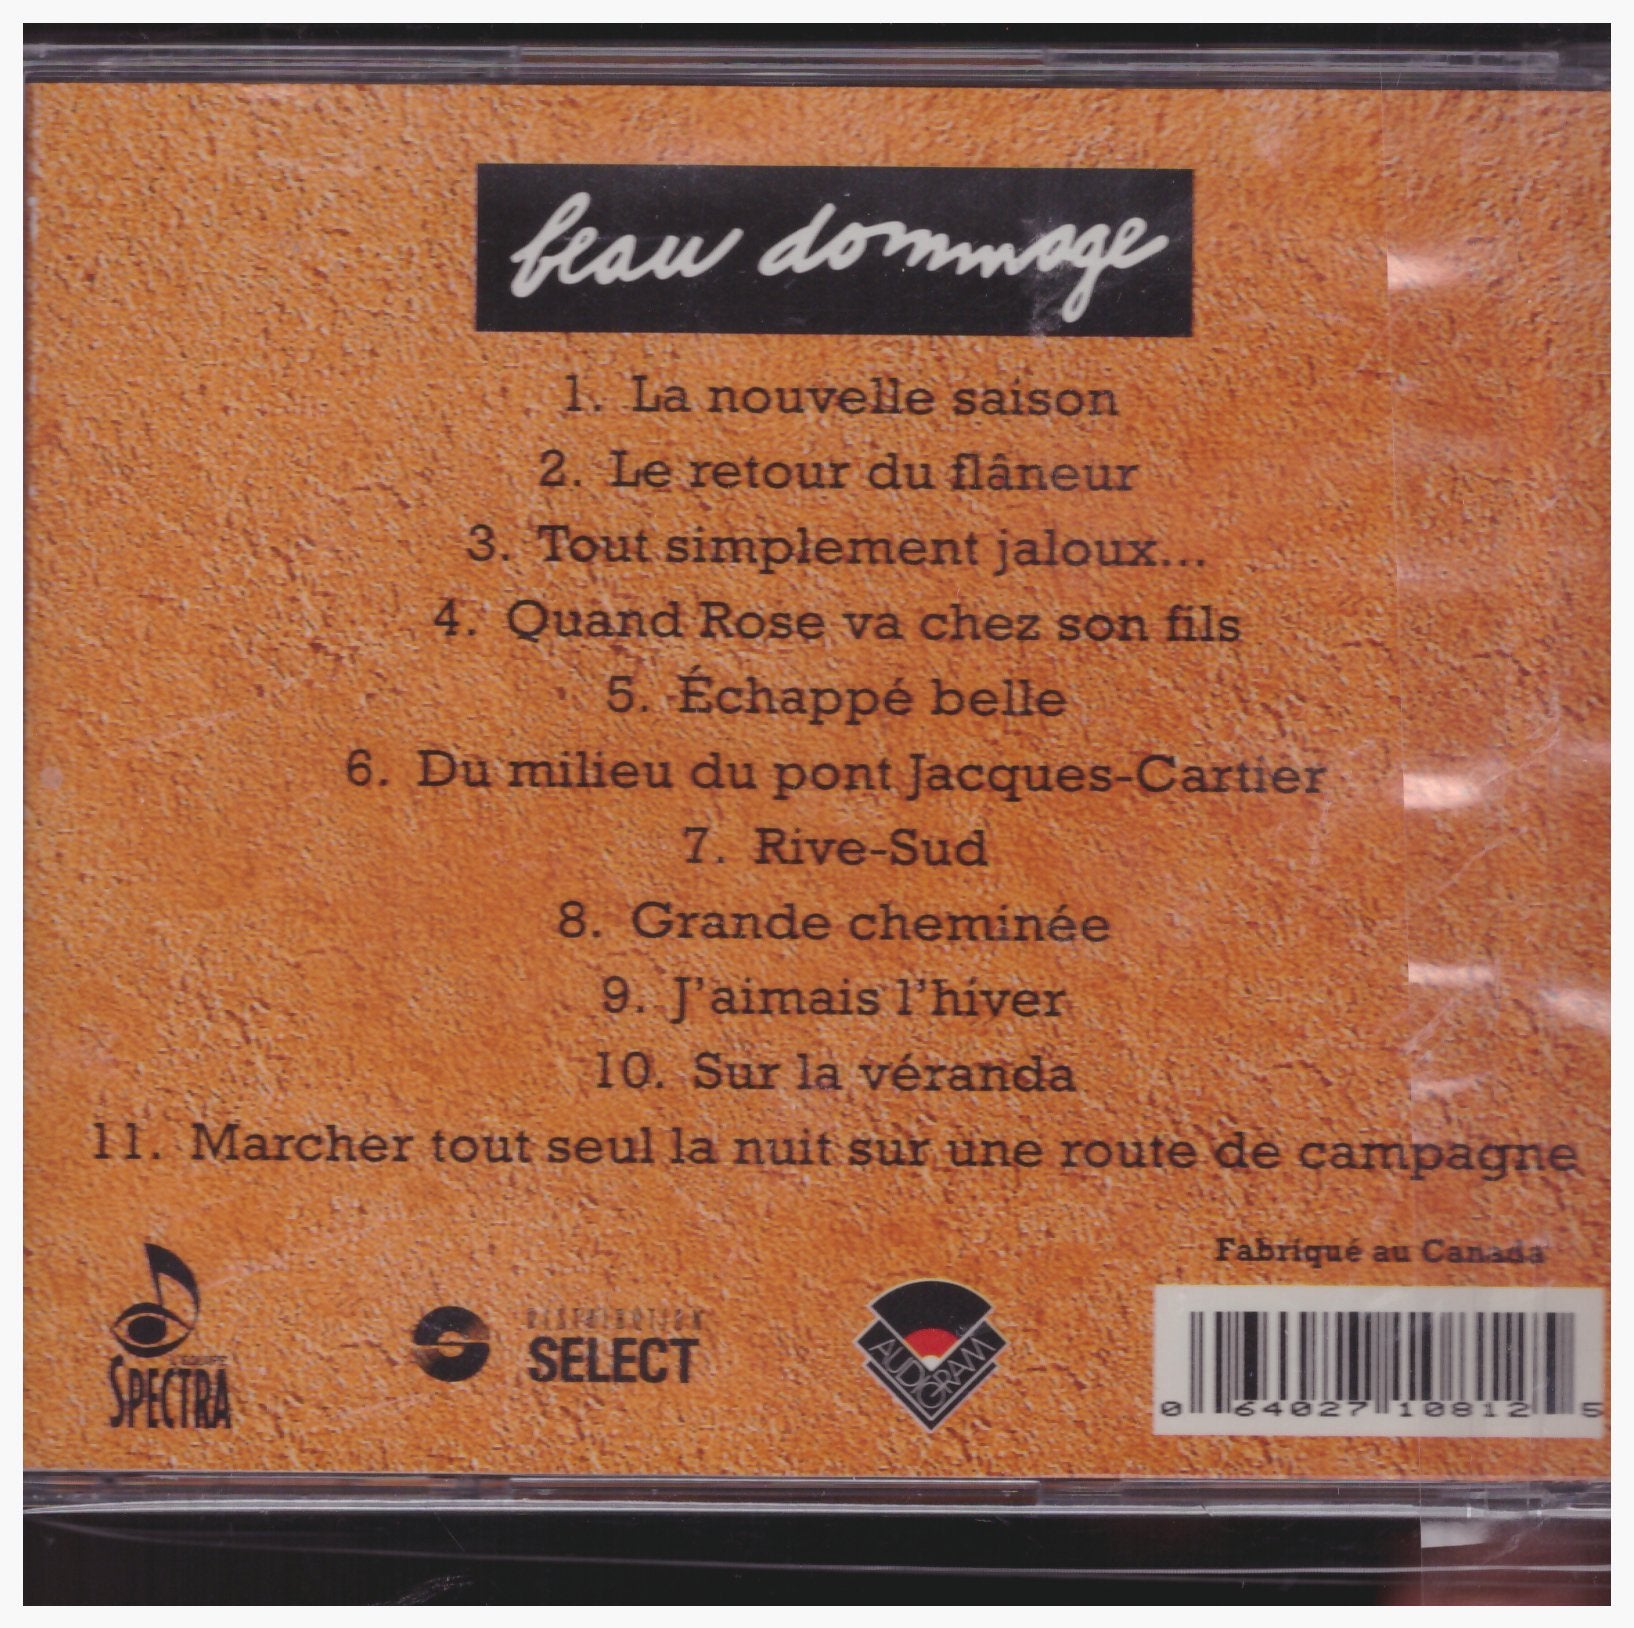 beau dommage
1. La nouvelle saison
2. Le retour du flâneur
3. Tout simplement jaloux...
4. Quand Rose va chez son fils
5. Échappé belle
6. Du milieu du pont Jacques-Cartier
7. Rive-Sud
8. Grande cheminée
9. J'aimais l'hiver
10. Sur la véranda
11. Marcher tout seul la nuit sur une route de campagne
Fabriqué au Canada
L'ÉQUIPE
SPECTRA
DISTRIBUTION
SELECT
AUDIOGRAM
0 64027 10812 5